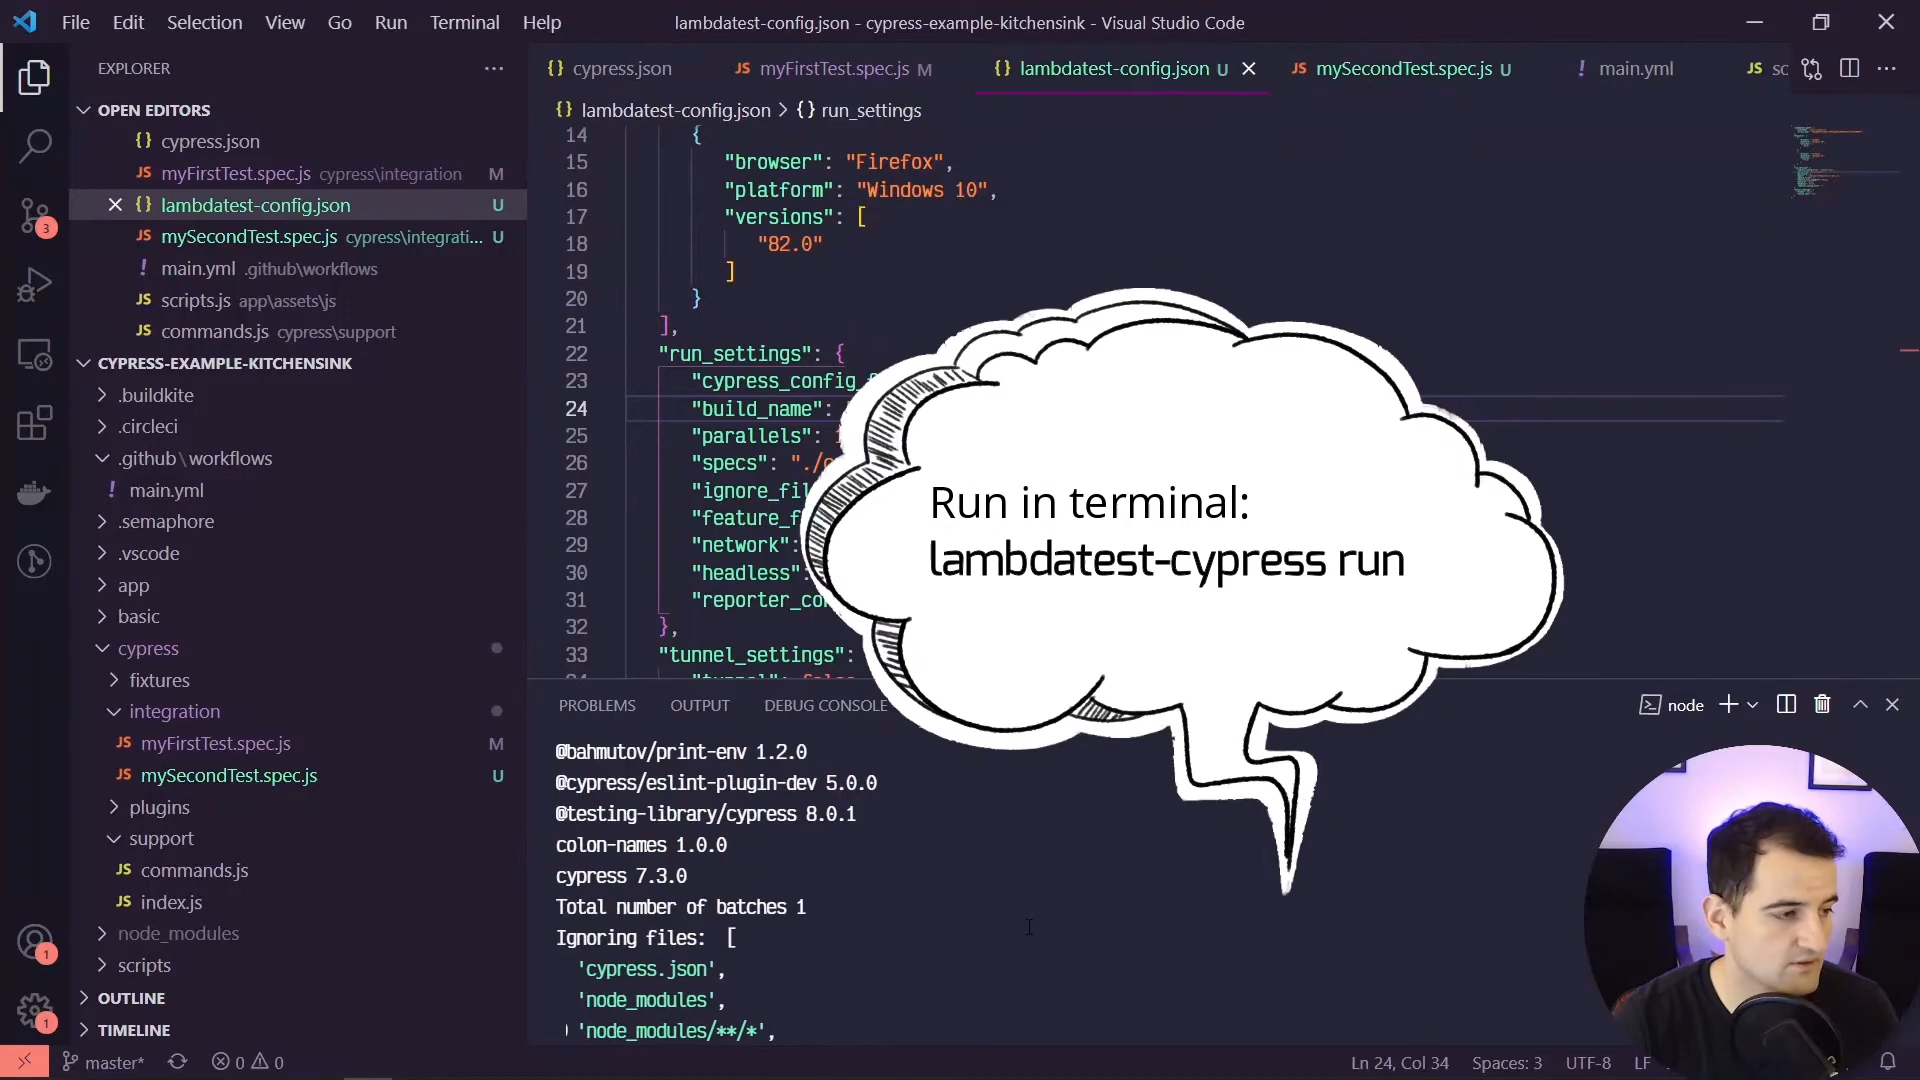 File Edit Selection View Go Run Terminal Help
lambdatest-config.json - cypress-example-kitchensink - Visual Studio Code
EXPLORER
OPEN EDITORS
cypress.json
myFirstTest.spec.js cypress\integration M
lambdatest-config.json U
mySecondTest.spec.js cypress\integrati... U
main.yml .github\workflows
scripts.js app\assets\js
commands.js cypress\support
CYPRESS-EXAMPLE-KITCHENSINK
.buildkite
.circleci
.github\workflows
main.yml
.semaphore
.vscode
app
basic
cypress
fixtures
integration
myFirstTest.spec.js M
mySecondTest.spec.js U
plugins
support
commands.js
index.js
node_modules
scripts
OUTLINE
TIMELINE
cypress.json myFirstTest.spec.js M lambdatest-config.json U mySecondTest.spec.js U main.yml
lambdatest-config.json > {} run_settings
14 {
15 "browser": "Firefox",
16 "platform": "Windows 10",
17 "versions": [
18 "82.0"
19 ]
20 }
21 ],
22 "run_settings": {
23 "cypress_config_
24 "build_name":
25 "parallels":
26 "specs": "./
27 "ignore_fil
28 "feature_f
29 "network":
30 "headless":
31 "reporter_co
32 },
33 "tunnel_settings":
Run in terminal:
lambdatest-cypress run
PROBLEMS OUTPUT DEBUG CONSOLE
node
@bahmutov/print-env 1.2.0
@cypress/eslint-plugin-dev 5.0.0
@testing-library/cypress 8.0.1
colon-names 1.0.0
cypress 7.3.0
Total number of batches 1
Ignoring files: [
'cypress.json',
'node_modules',
'node_modules/**/*',
master* 0 0
Ln 24, Col 34 Spaces: 3 UTF-8 LF